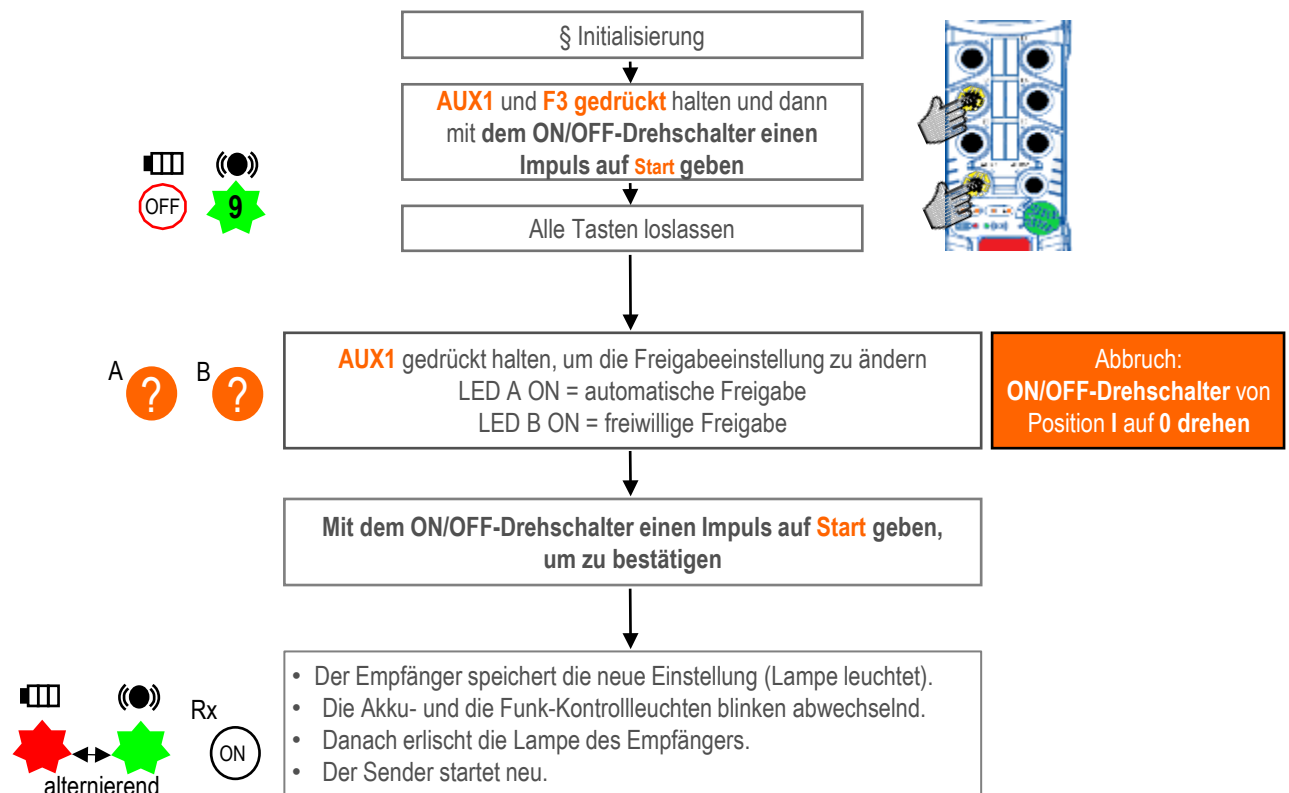 § Initialisierung
AUX1 und F3 gedrückt halten und dann
mit dem ON/OFF-Drehschalter einen
Impuls auf Start geben
OFF
9
Alle Tasten loslassen
A
?
B
?
AUX1 gedrückt halten, um die Freigabeeinstellung zu ändern
LED A ON = automatische Freigabe
LED B ON = freiwillige Freigabe
Abbruch:
ON/OFF-Drehschalter von
Position I auf 0 drehen
Mit dem ON/OFF-Drehschalter einen Impuls auf Start geben,
um zu bestätigen
Rx
ON
alternierend
• Der Empfänger speichert die neue Einstellung (Lampe leuchtet).
• Die Akku- und die Funk-Kontrollleuchten blinken abwechselnd.
• Danach erlischt die Lampe des Empfängers.
• Der Sender startet neu.